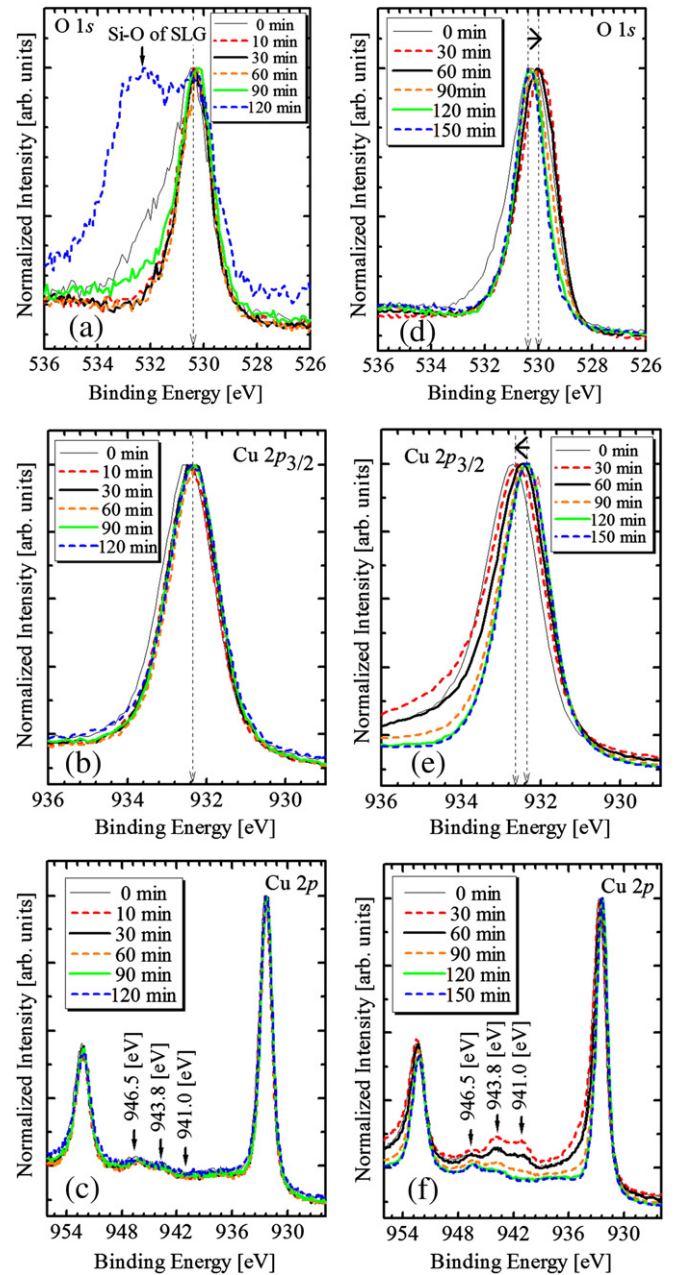 O 1s
Si-O of SLG
0 min
10 min
30 min
60 min
90 min
120 min
Normalized Intensity [arb. units]
(a)
536 534 532 530 528 526
Binding Energy [eV]
O 1s
0 min
30 min
60 min
90min
120 min
150 min
Normalized Intensity [arb. units]
(d)
536 534 532 530 528 526
Binding Energy [eV]
Cu 2p3/2
0 min
10 min
30 min
60 min
90 min
120 min
Normalized Intensity [arb. units]
(b)
936 934 932 930
Binding Energy [eV]
Cu 2p3/2
0 min
30 min
60 min
90 min
120 min
150 min
Normalized Intensity [arb. units]
(e)
936 934 932 930
Binding Energy [eV]
Cu 2p
0 min
10 min
30 min
60 min
90 min
120 min
946.5 [eV]
943.8 [eV]
941.0 [eV]
Normalized Intensity [arb. units]
(c)
954 948 942 936 930
Binding Energy [eV]
Cu 2p
0 min
30 min
60 min
90 min
120 min
150 min
946.5 [eV]
943.8 [eV]
941.0 [eV]
Normalized Intensity [arb. units]
(f)
954 948 942 936 930
Binding Energy [eV]